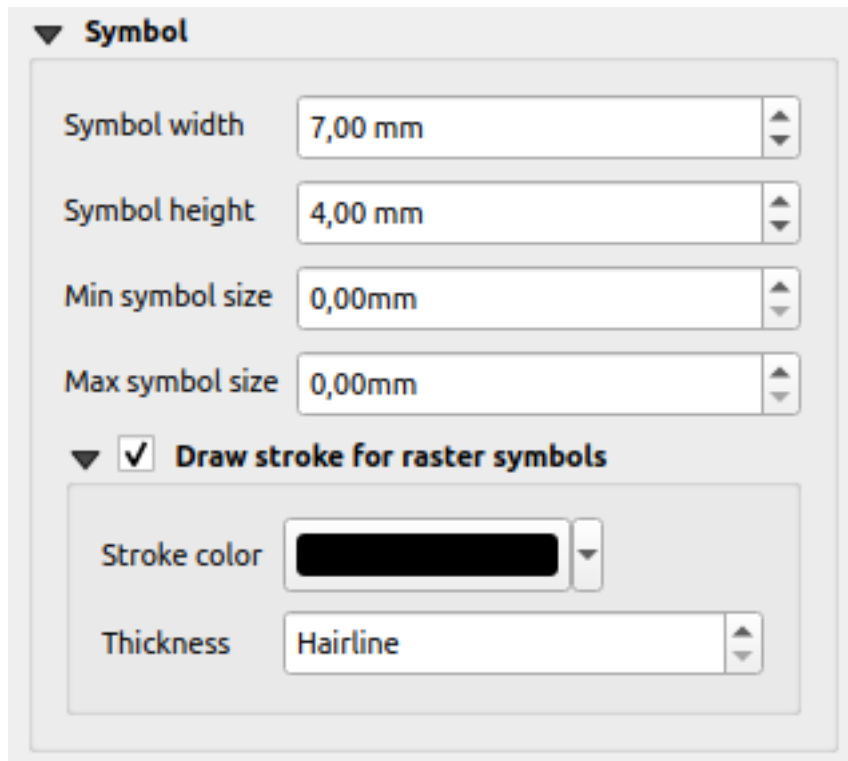 Symbol
Symbol width 7,00 mm
Symbol height 4,00 mm
Min symbol size 0,00mm
Max symbol size 0,00mm
Draw stroke for raster symbols
Stroke color
Thickness Hairline